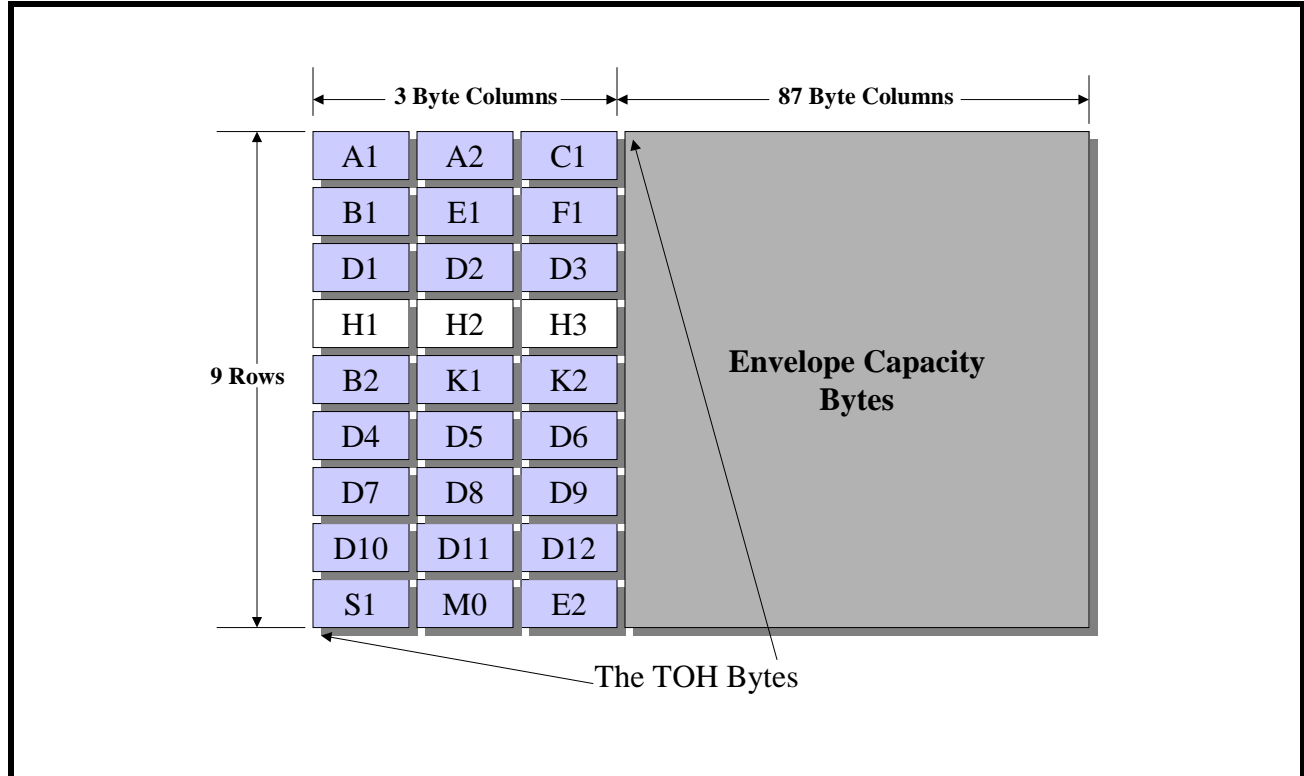 3 Byte Columns
87 Byte Columns
A1 A2 C1
B1 E1 F1
D1 D2 D3
H1 H2 H3
9 Rows
B2 K1 K2
D4 D5 D6
D7 D8 D9
D10 D11 D12
S1 M0 E2
Envelope Capacity
Bytes
The TOH Bytes